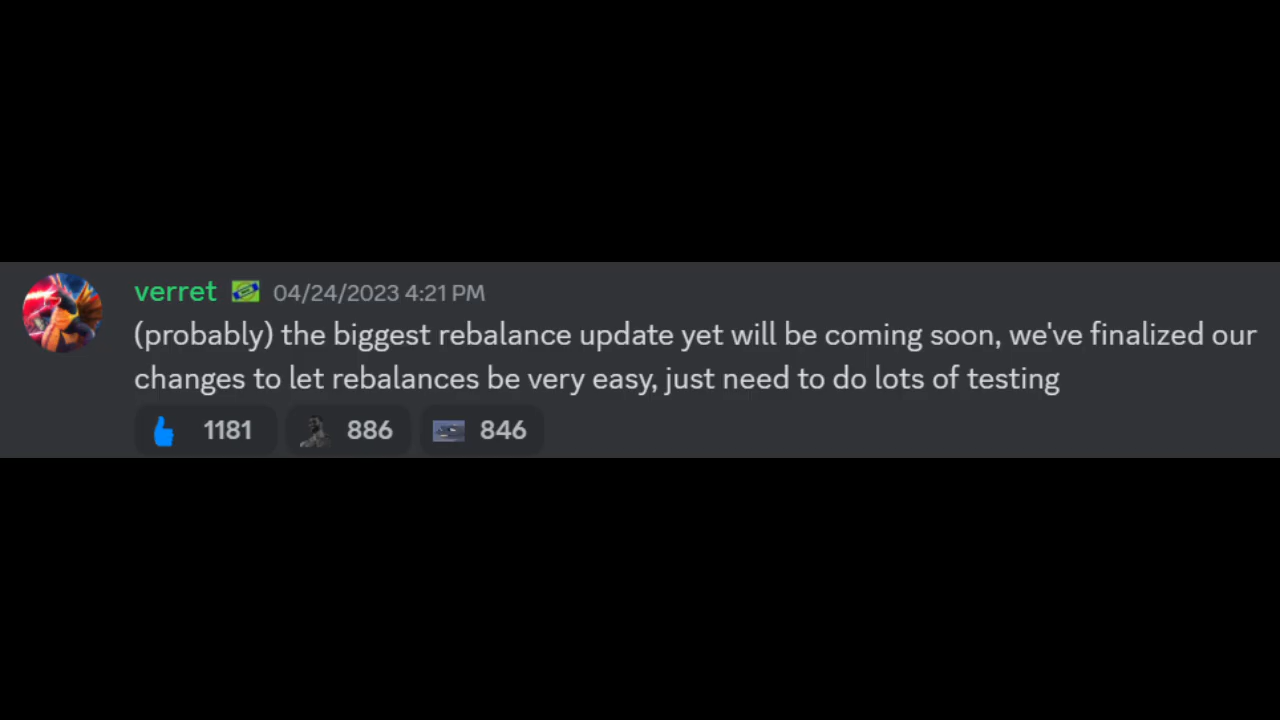 verret 04/24/2023 4:21 PM
(probably) the biggest rebalance update yet will be coming soon, we've finalized our
changes to let rebalances be very easy, just need to do lots of testing
1181 886 846